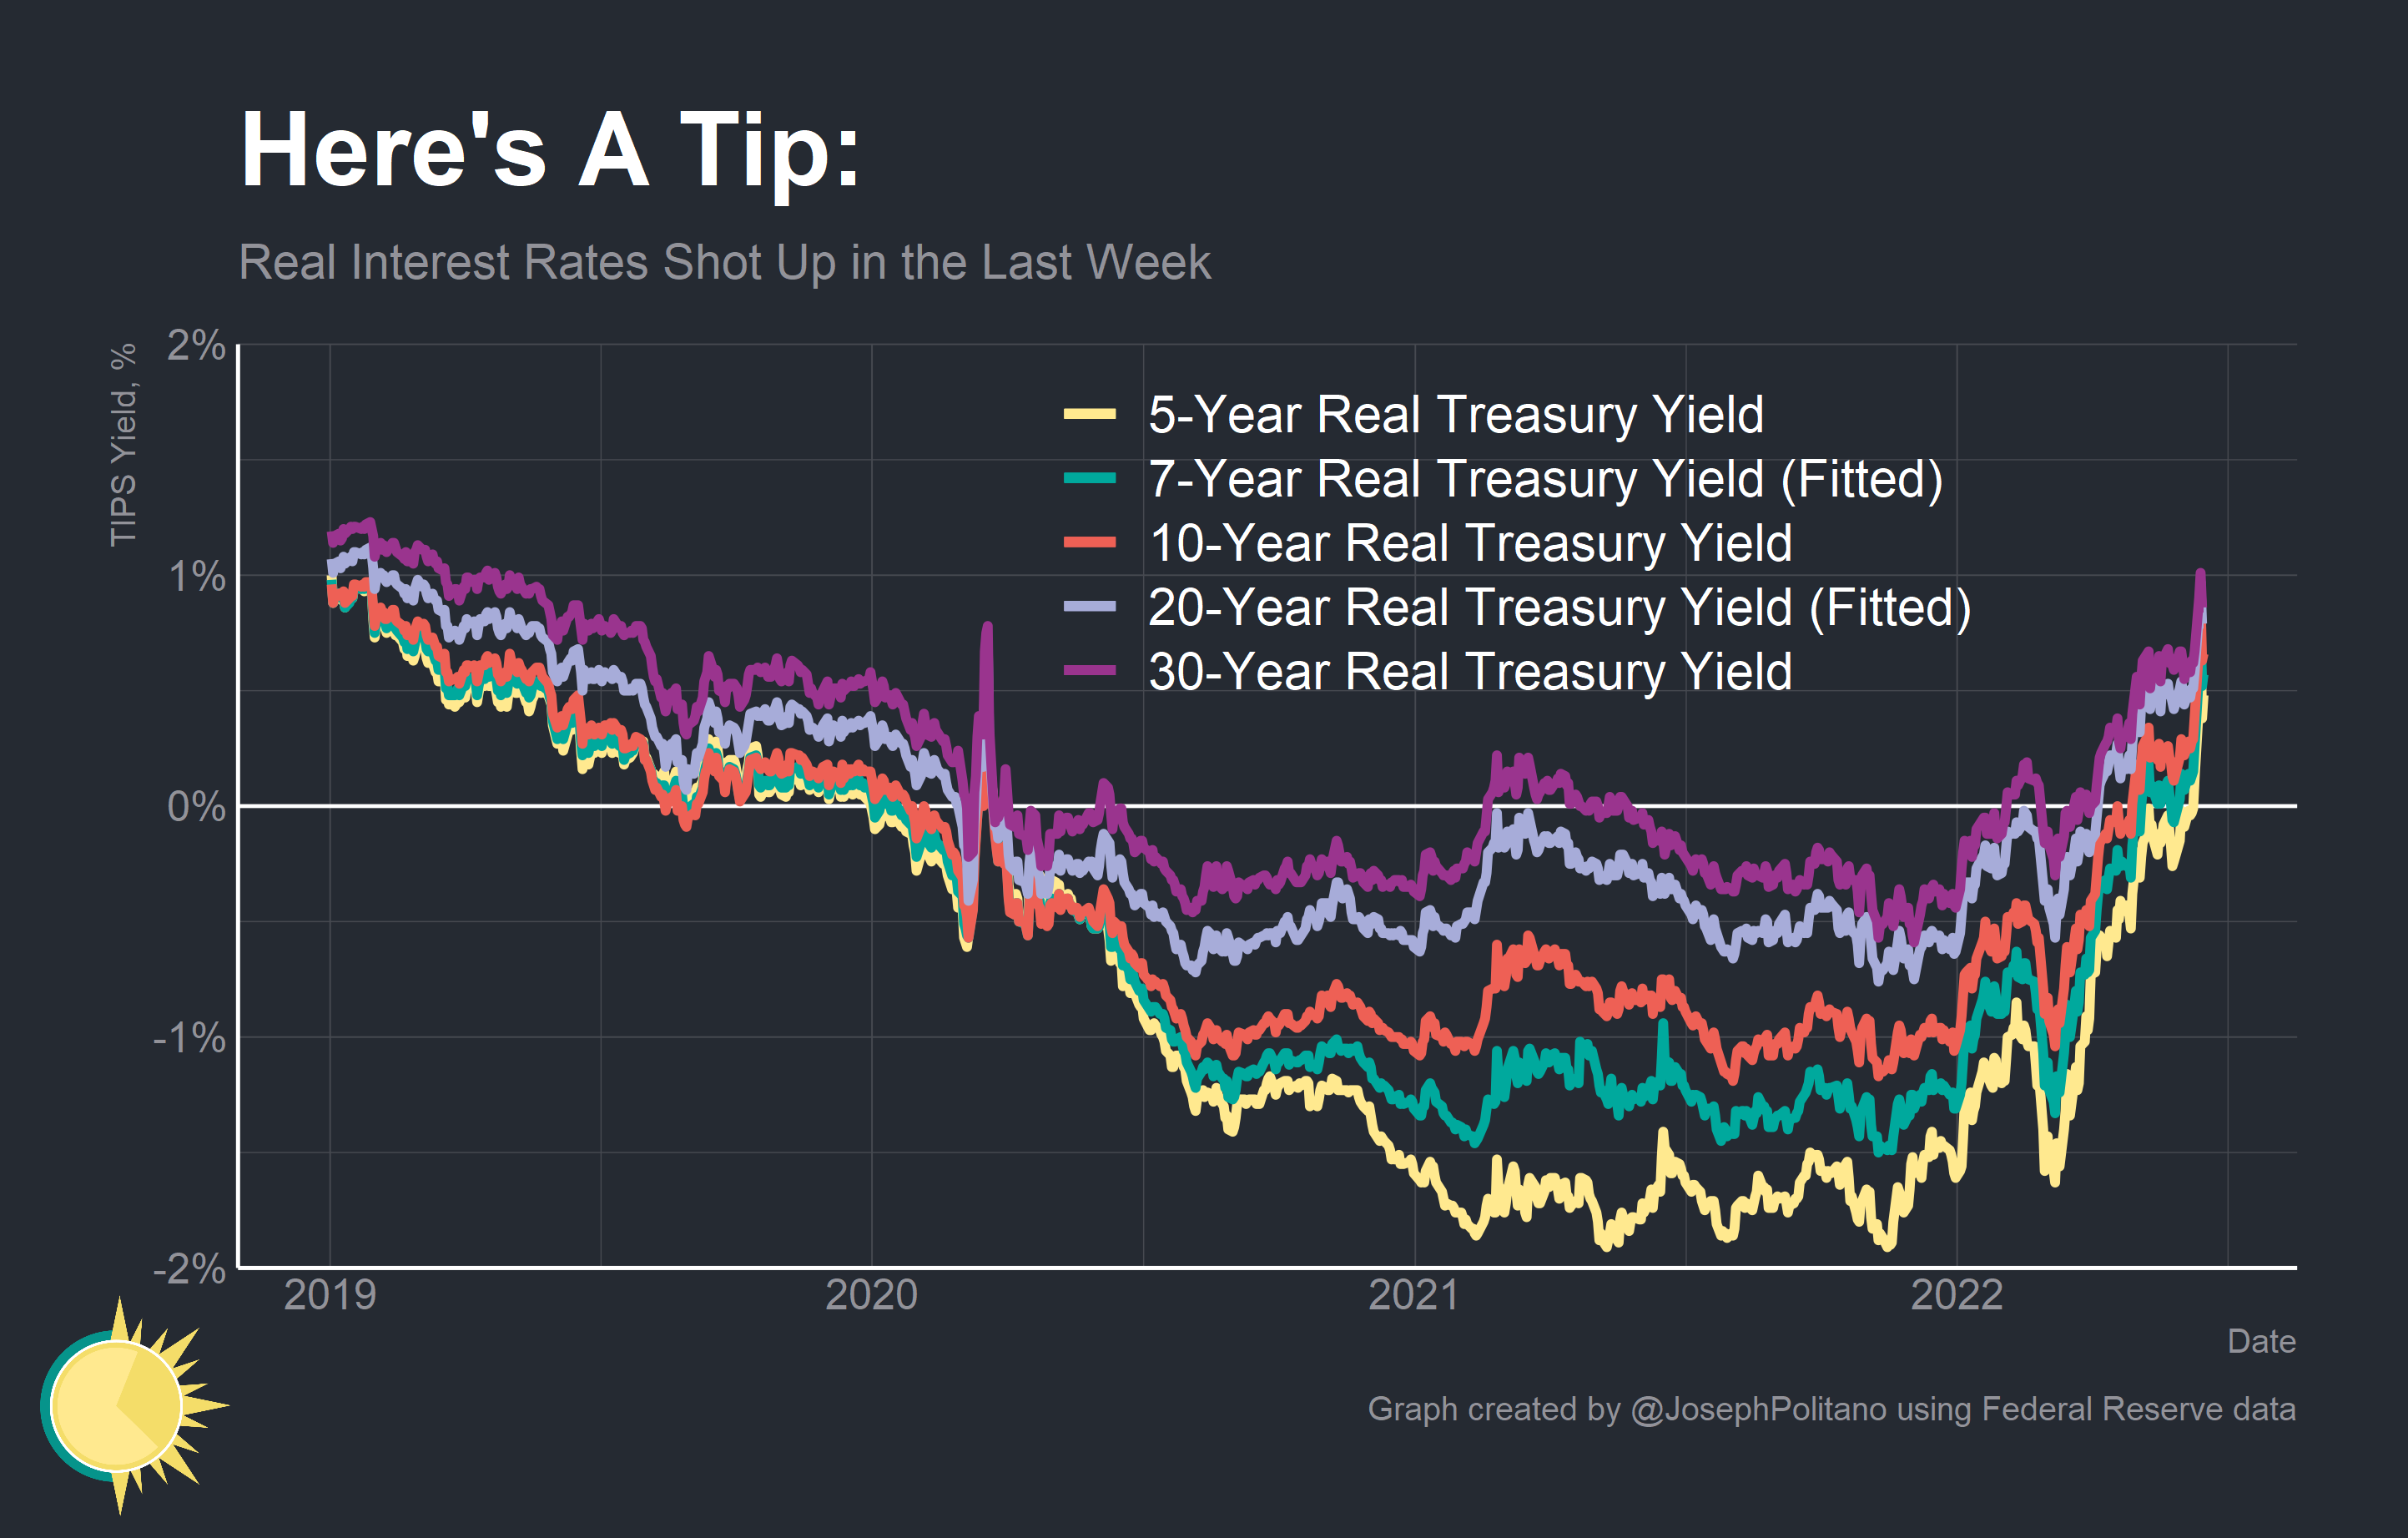 Here's A Tip:
Real Interest Rates Shot Up in the Last Week
TIPS Yield, %
2%
1%
0%
-1%
-2%
5-Year Real Treasury Yield
7-Year Real Treasury Yield (Fitted)
10-Year Real Treasury Yield
20-Year Real Treasury Yield (Fitted)
30-Year Real Treasury Yield
2019 2020 2021 2022
Date
Graph created by @JosephPolitano using Federal Reserve data